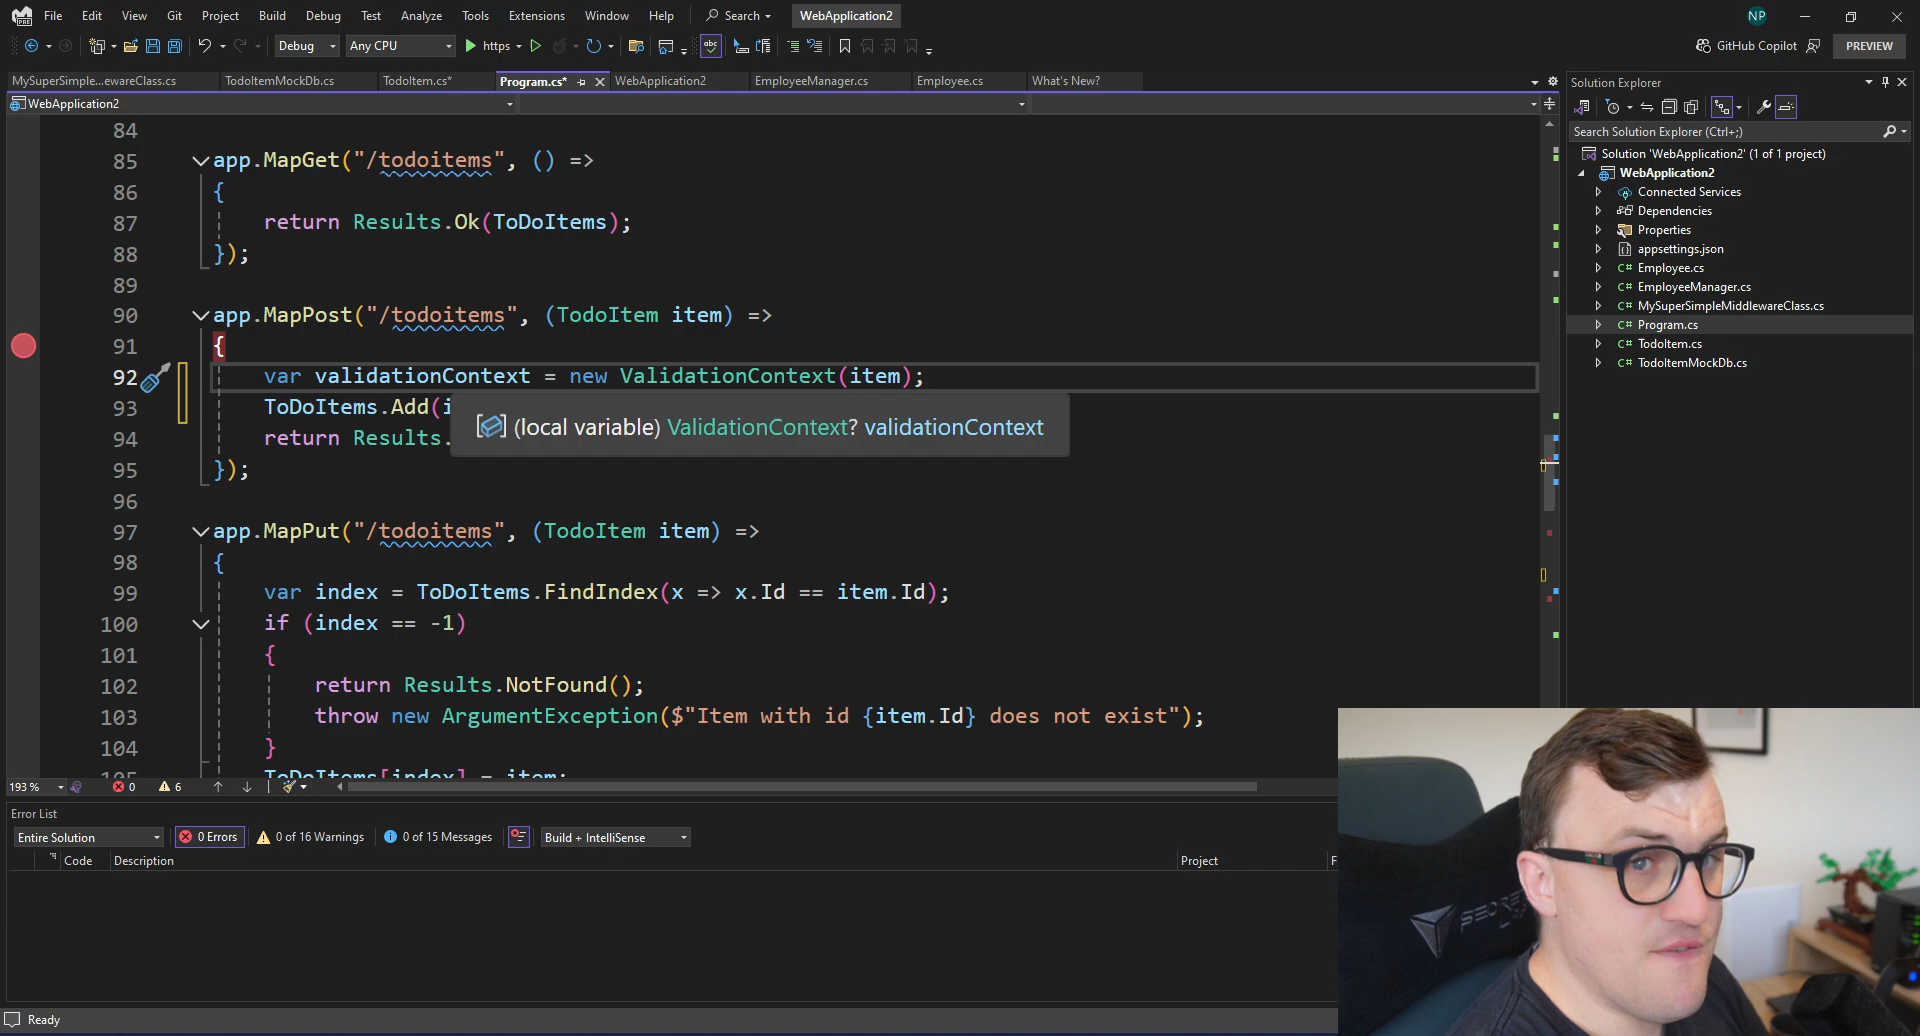 File Edit View Git Project Build Debug Test Analyze Tools Extensions Window Help Search WebApplication2 NP
Debug Any CPU https abc GitHub Copilot PREVIEW
MySuperSimple...ewareClass.cs TodoItemMockDb.cs TodoItem.cs* Program.cs* WebApplication2 EmployeeManager.cs Employee.cs What's New?
WebApplication2
84
85 app.MapGet("/todoitems", () =>
86 {
87 return Results.Ok(ToDoItems);
88 });
89
90 app.MapPost("/todoitems", (TodoItem item) =>
91 {
92 var validationContext = new ValidationContext(item);
93 ToDoItems.Add(i
(local variable) ValidationContext? validationContext
94 return Results.
95 });
96
97 app.MapPut("/todoitems", (TodoItem item) =>
98 {
99 var index = ToDoItems.FindIndex(x => x.Id == item.Id);
100 if (index == -1)
101 {
102 return Results.NotFound();
103 throw new ArgumentException($"Item with id {item.Id} does not exist");
104 }
105 ToDoItems[index] = item;
193 % 0 6
Error List
Entire Solution 0 Errors 0 of 16 Warnings 0 of 15 Messages Build + IntelliSense
Code Description Project F
Ready
Solution Explorer
Search Solution Explorer (Ctrl+;)
Solution 'WebApplication2' (1 of 1 project)
WebApplication2
Connected Services
Dependencies
Properties
appsettings.json
C# Employee.cs
C# EmployeeManager.cs
C# MySuperSimpleMiddlewareClass.cs
C# Program.cs
C# TodoItem.cs
C# TodoItemMockDb.cs